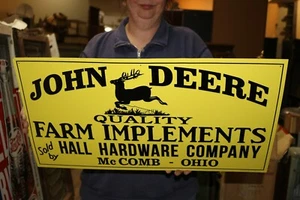 JOHN DEERE
QUALITY
FARM IMPLEMENTS
Sold by HALL HARDWARE COMPANY
McCOMB - OHIO